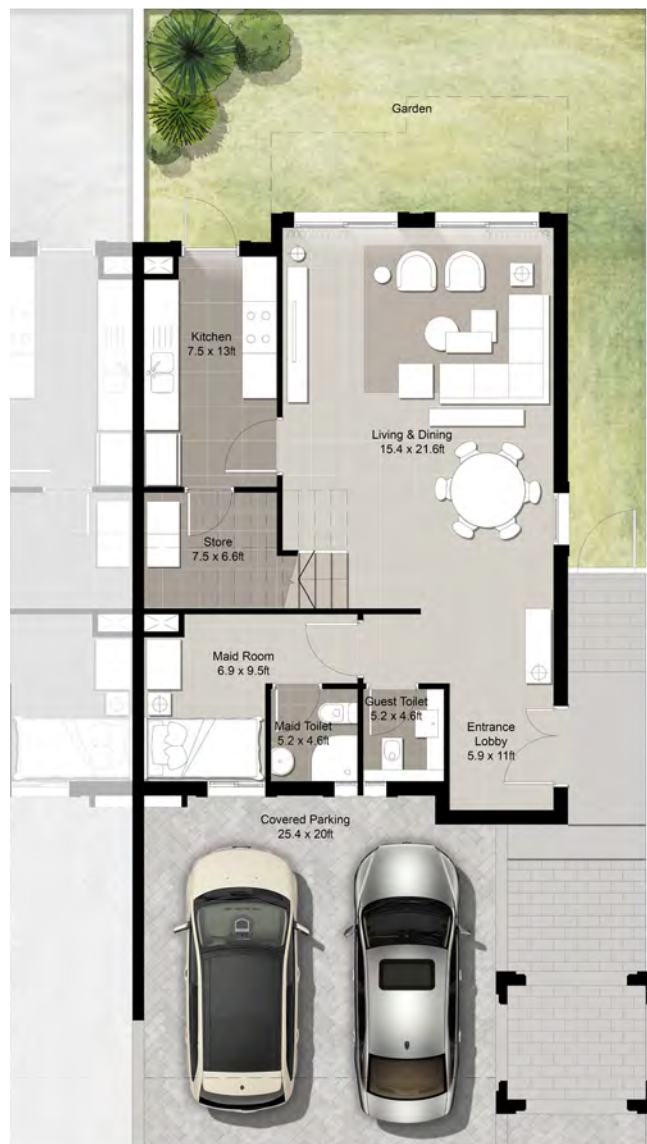 Garden
Kitchen
7.5 x 13ft
Living & Dining
15.4 x 21.6ft
Store
7.5 x 6.6ft
Maid Room
6.9 x 9.5ft
Maid Toilet
5.2 x 4.6ft
Guest Toilet
5.2 x 4.6ft
Entrance
Lobby
5.9 x 11ft
Covered Parking
25.4 x 20ft